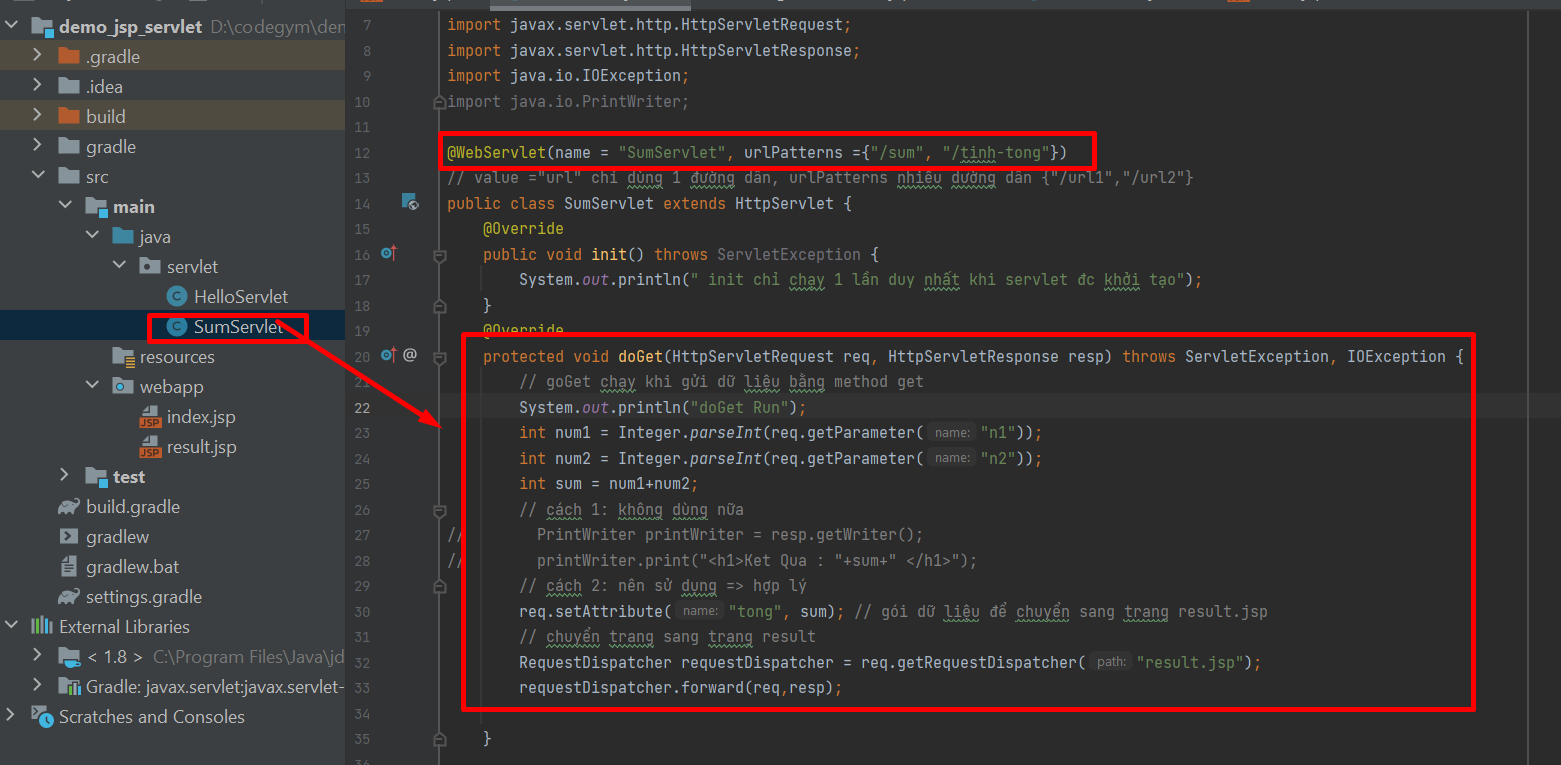 demo_jsp_servlet D:\codegym\den
.gradle
.idea
build
gradle
src
main
java
servlet
HelloServlet
SumServlet
resources
webapp
index.jsp
result.jsp
test
build.gradle
gradlew
gradlew.bat
settings.gradle
External Libraries
< 1.8 > C:\Program Files\Java\jd
Gradle: javax.servlet:javax.servlet-
Scratches and Consoles
7 import javax.servlet.http.HttpServletRequest;
8 import javax.servlet.http.HttpServletResponse;
9 import java.io.IOException;
10 import java.io.PrintWriter;
11
12 @WebServlet(name = "SumServlet", urlPatterns ={"/sum", "/tinh-tong"})
13 // value ="url" chỉ dùng 1 đường dẫn, urlPatterns nhiều đường dẫn {"/url1","/url2"}
14 public class SumServlet extends HttpServlet {
15 @Override
16 public void init() throws ServletException {
17 System.out.println(" init chỉ chạy 1 lần duy nhất khi servlet đc khởi tạo");
18 }
19 @Override
20 protected void doGet(HttpServletRequest req, HttpServletResponse resp) throws ServletException, IOException {
21 // goGet chạy khi gửi dữ liệu bằng method get
22 System.out.println("doGet Run");
23 int num1 = Integer.parseInt(req.getParameter( name: "n1"));
24 int num2 = Integer.parseInt(req.getParameter( name: "n2"));
25 int sum = num1+num2;
26 // cách 1: không dùng nữa
27 // PrintWriter printWriter = resp.getWriter();
28 // printWriter.print("<h1>Ket Qua : "+sum+" </h1>");
29 // cách 2: nên sử dụng => hợp lý
30 req.setAttribute( name: "tong", sum); // gói dữ liệu để chuyển sang trang result.jsp
31 // chuyển trang sang trang result
32 RequestDispatcher requestDispatcher = req.getRequestDispatcher( path: "result.jsp");
33 requestDispatcher.forward(req,resp);
34
35 }
36